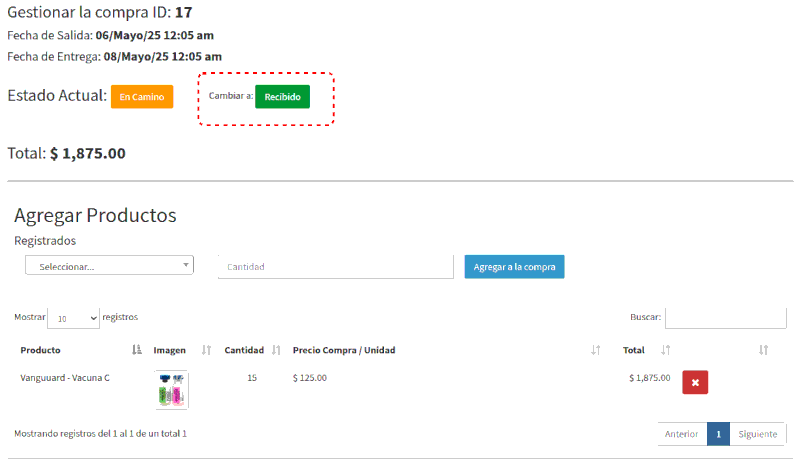 Gestionar la compra ID: 17
Fecha de Salida: 06/Mayo/25 12:05 am
Fecha de Entrega: 08/Mayo/25 12:05 am
Estado Actual: En Camino Cambiar a: Recibido
Total: $ 1,875.00
Agregar Productos
Registrados
Seleccionar... Cantidad Agregar a la compra
Mostrar 10 registros Buscar:
Producto Imagen Cantidad Precio Compra / Unidad Total
Vanguuard - Vacuna C 15 $ 125.00 $ 1,875.00
Mostrando registros del 1 al 1 de un total 1 Anterior 1 Siguiente